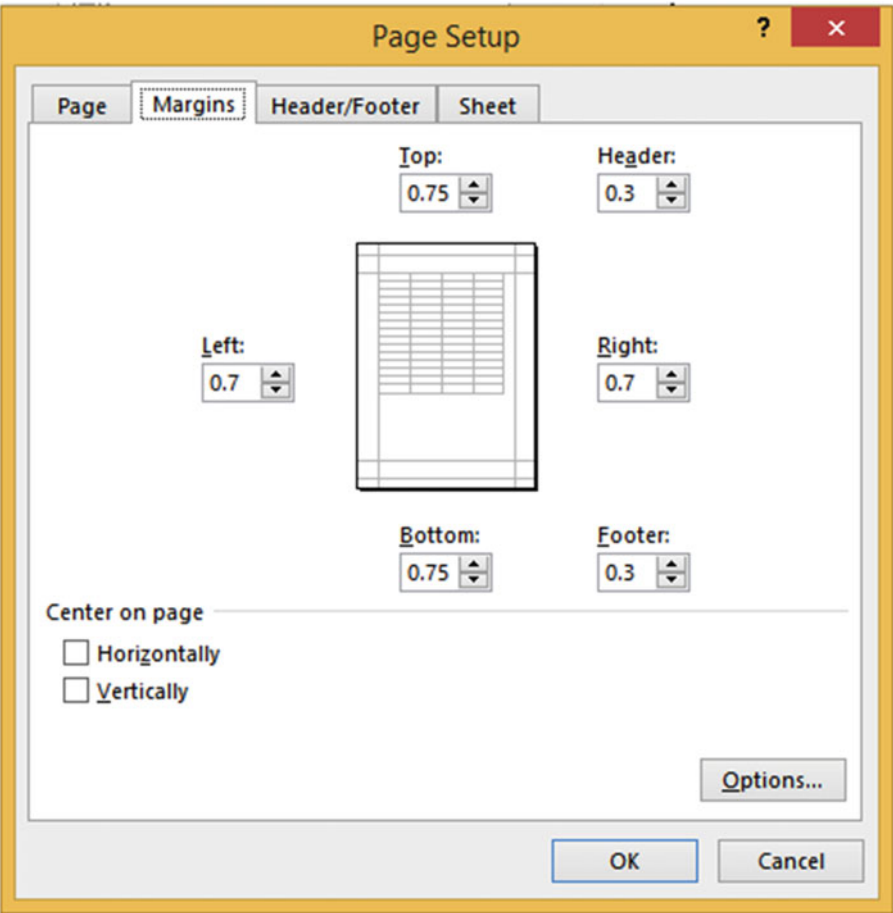 Page Setup
?
Page Margins Header/Footer Sheet
Top: Header:
0.75 0.3
Left: Right:
0.7 0.7
Bottom: Footer:
0.75 0.3
Center on page
Horizontally
Vertically
Options...
OK Cancel